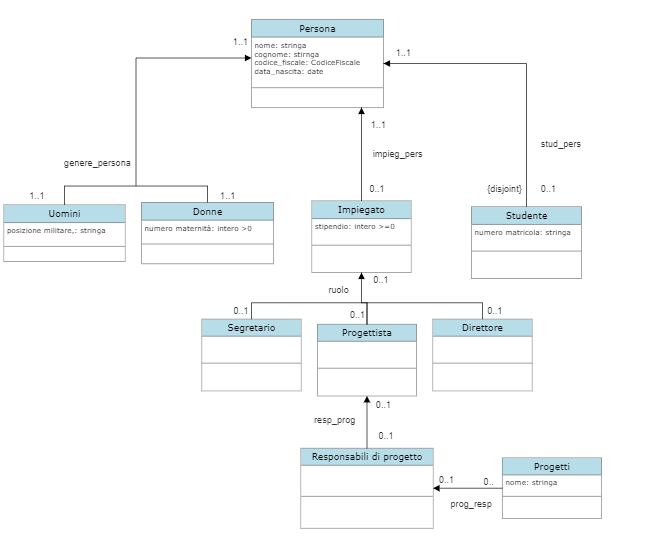 Persona
1..1
nome: stringa
cognome: stirnga
codice_fiscale: CodiceFiscale
data_nascita: date
1..1
1..1
stud_pers
impieg_pers
genere_persona
1..1
1..1
0..1
{disjoint}
0..1
Uomini
posizione militare,: stringa
Donne
numero maternità: intero >0
Impiegato
stipendio: intero >=0
Studente
numero matricola: stringa
0..1
ruolo
0..1
0..1
0..1
Segretario
Progettista
Direttore
0..1
resp_prog
0..1
Responsabili di progetto
Progetti
nome: stringa
0..1
0..
prog_resp